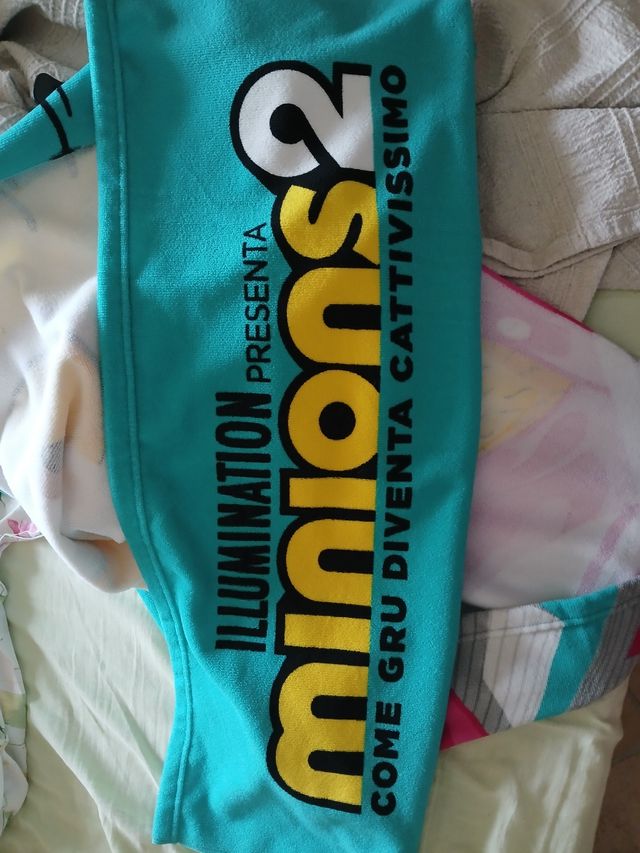 ILLUMINATION PRESENTA
minions2
COME GRU DIVENTA CATTIVISSIMO